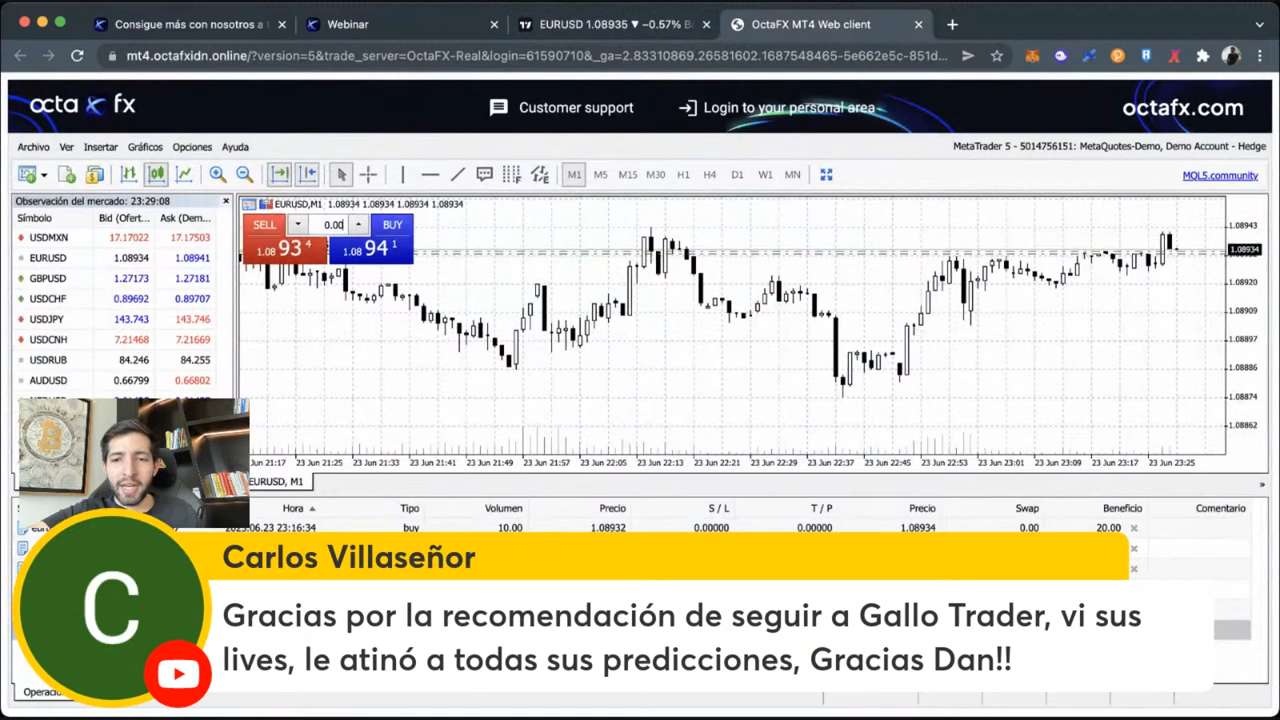 Consigue más con nosotros a t
Webinar
EURUSD 1.08935 ▼ −0.57% B
OctaFX MT4 Web client
mt4.octafxidn.online/?version=5&trade_server=OctaFX-Real&login=61590710&_ga=2.83310869.26581602.1687548465-5e662e5c-851d...
octa fx
Customer support
Login to your personal area
octafx.com
Archivo Ver Insertar Gráficos Opciones Ayuda
MetaTrader 5 - 5014756151: MetaQuotes-Demo, Demo Account - Hedge
M1 M5 M15 M30 H1 H4 D1 W1 MN
MQL5.community
Observación del mercado: 23:29:08
Símbolo Bid (Ofert... Ask (Dem...
USDMXN 17.17022 17.17503
EURUSD 1.08934 1.08941
GBPUSD 1.27173 1.27181
USDCHF 0.89692 0.89707
USDJPY 143.743 143.746
USDCNH 7.21468 7.21669
USDRUB 84.246 84.255
AUDUSD 0.66799 0.66802
EURUSD,M1 1.08934 1.08934 1.08934 1.08934
SELL 0.00 BUY
1.08 93 4 1.08 94 1
1.08943
1.08934
1.08920
1.08909
1.08897
1.08886
1.08874
1.08862
Jun 21:17 23 Jun 21:25 23 Jun 21:33 23 Jun 21:41 23 Jun 21:49 23 Jun 21:57 23 Jun 22:05 23 Jun 22:13 23 Jun 22:21 23 Jun 22:29 23 Jun 22:37 23 Jun 22:45 23 Jun 22:53 23 Jun 23:01 23 Jun 23:09 23 Jun 23:17 23 Jun 23:25
EURUSD, M1
Hora Tipo Volumen Precio S / L T / P Precio Swap Beneficio Comentario
2023.06.23 23:16:34 buy 10.00 1.08932 0.00000 0.00000 1.08934 0.00 20.00
C
Carlos Villaseñor
Gracias por la recomendación de seguir a Gallo Trader, vi sus
lives, le atinó a todas sus predicciones, Gracias Dan!!
Operacio